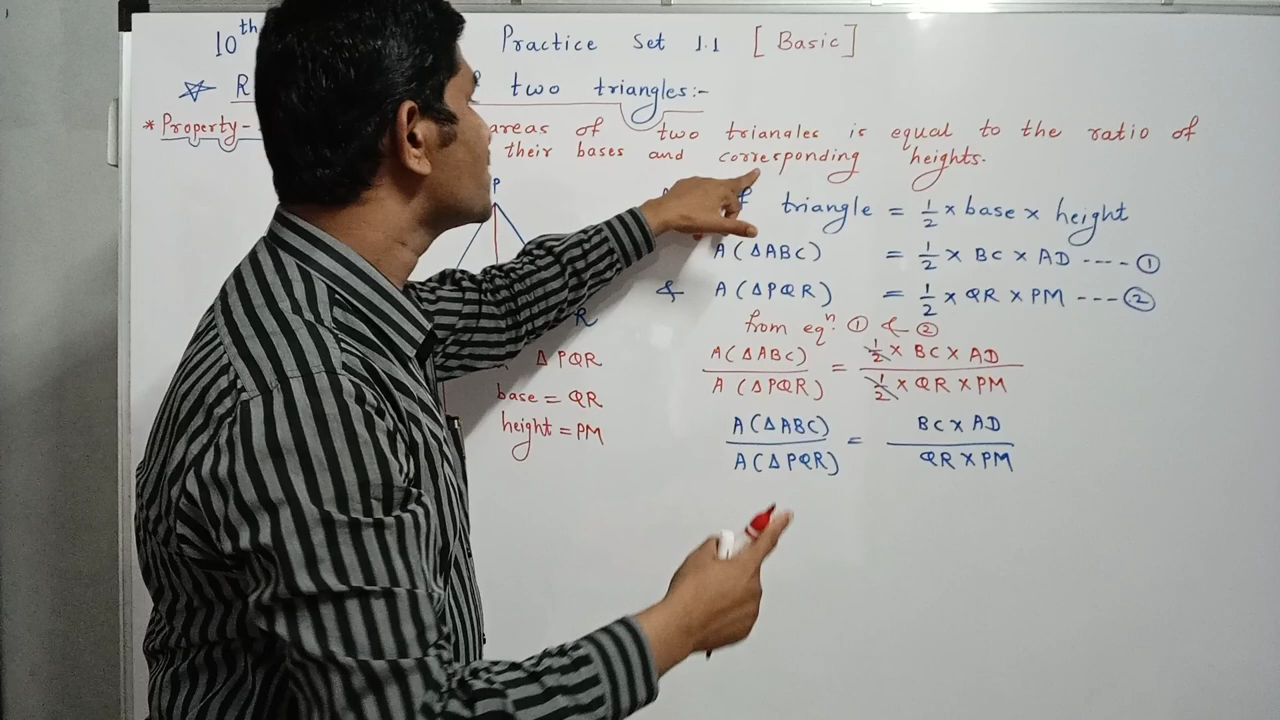 10th Practice Set 1.1 [Basic]
R two triangles:-
* Property- areas of two triangles is equal to the ratio of
their bases and corresponding heights.
P
triangle = 1/2 × base × height
A(ΔABC) = 1/2 × BC × AD ---- ①
& A(ΔPQR) = 1/2 × QR × PM --- ②
R
from eqⁿ. ① & ②
Δ PQR
A(ΔABC) / A(ΔPQR) = 1/2 × BC × AD / 1/2 × QR × PM
base = QR
height = PM
A(ΔABC) / A(ΔPQR) = BC × AD / QR × PM